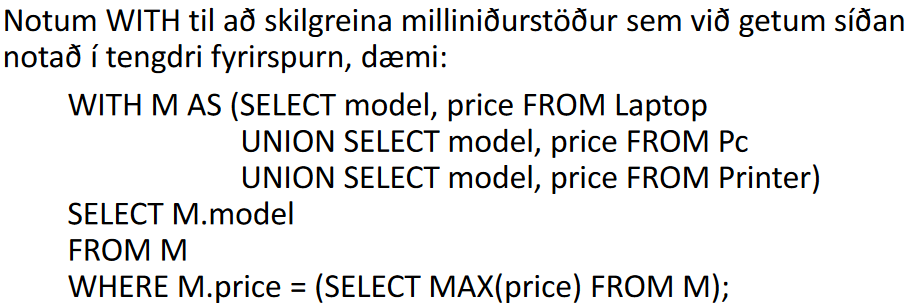 Notum WITH til að skilgreina milliniðurstöður sem við getum síðan
notað í tengdri fyrirspurn, dæmi:
WITH M AS (SELECT model, price FROM Laptop
UNION SELECT model, price FROM Pc
UNION SELECT model, price FROM Printer)
SELECT M.model
FROM M
WHERE M.price = (SELECT MAX(price) FROM M);